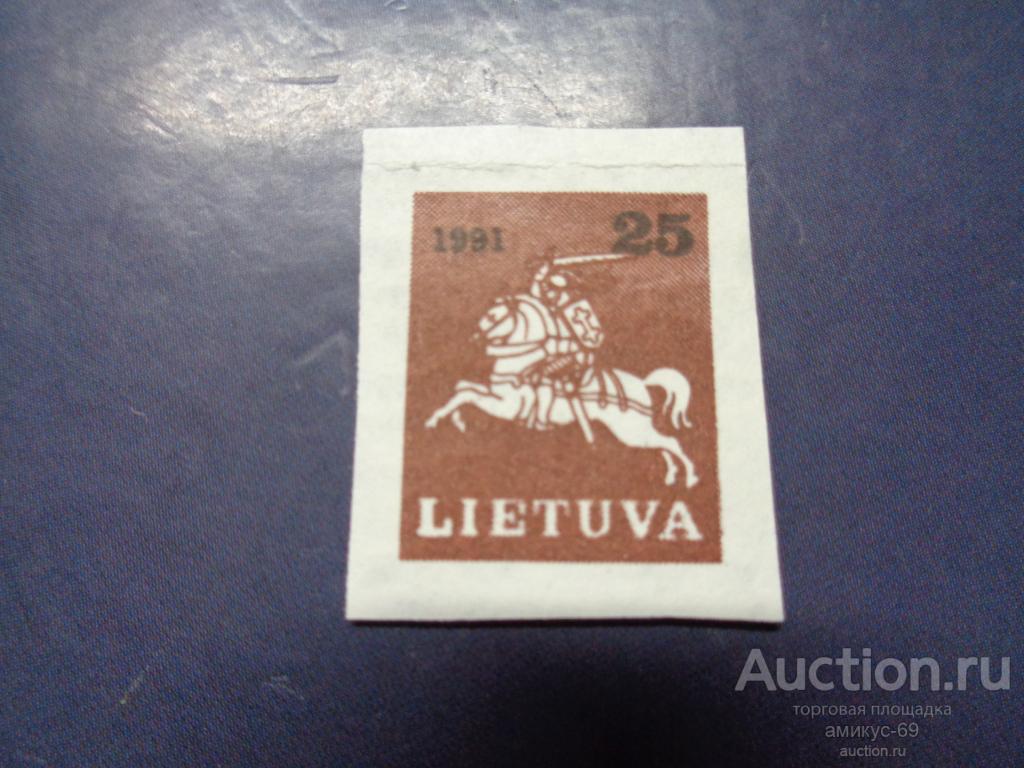 1991 25
LIETUVA
Auction.ru
торговая площадка
амикус-69
auction.ru